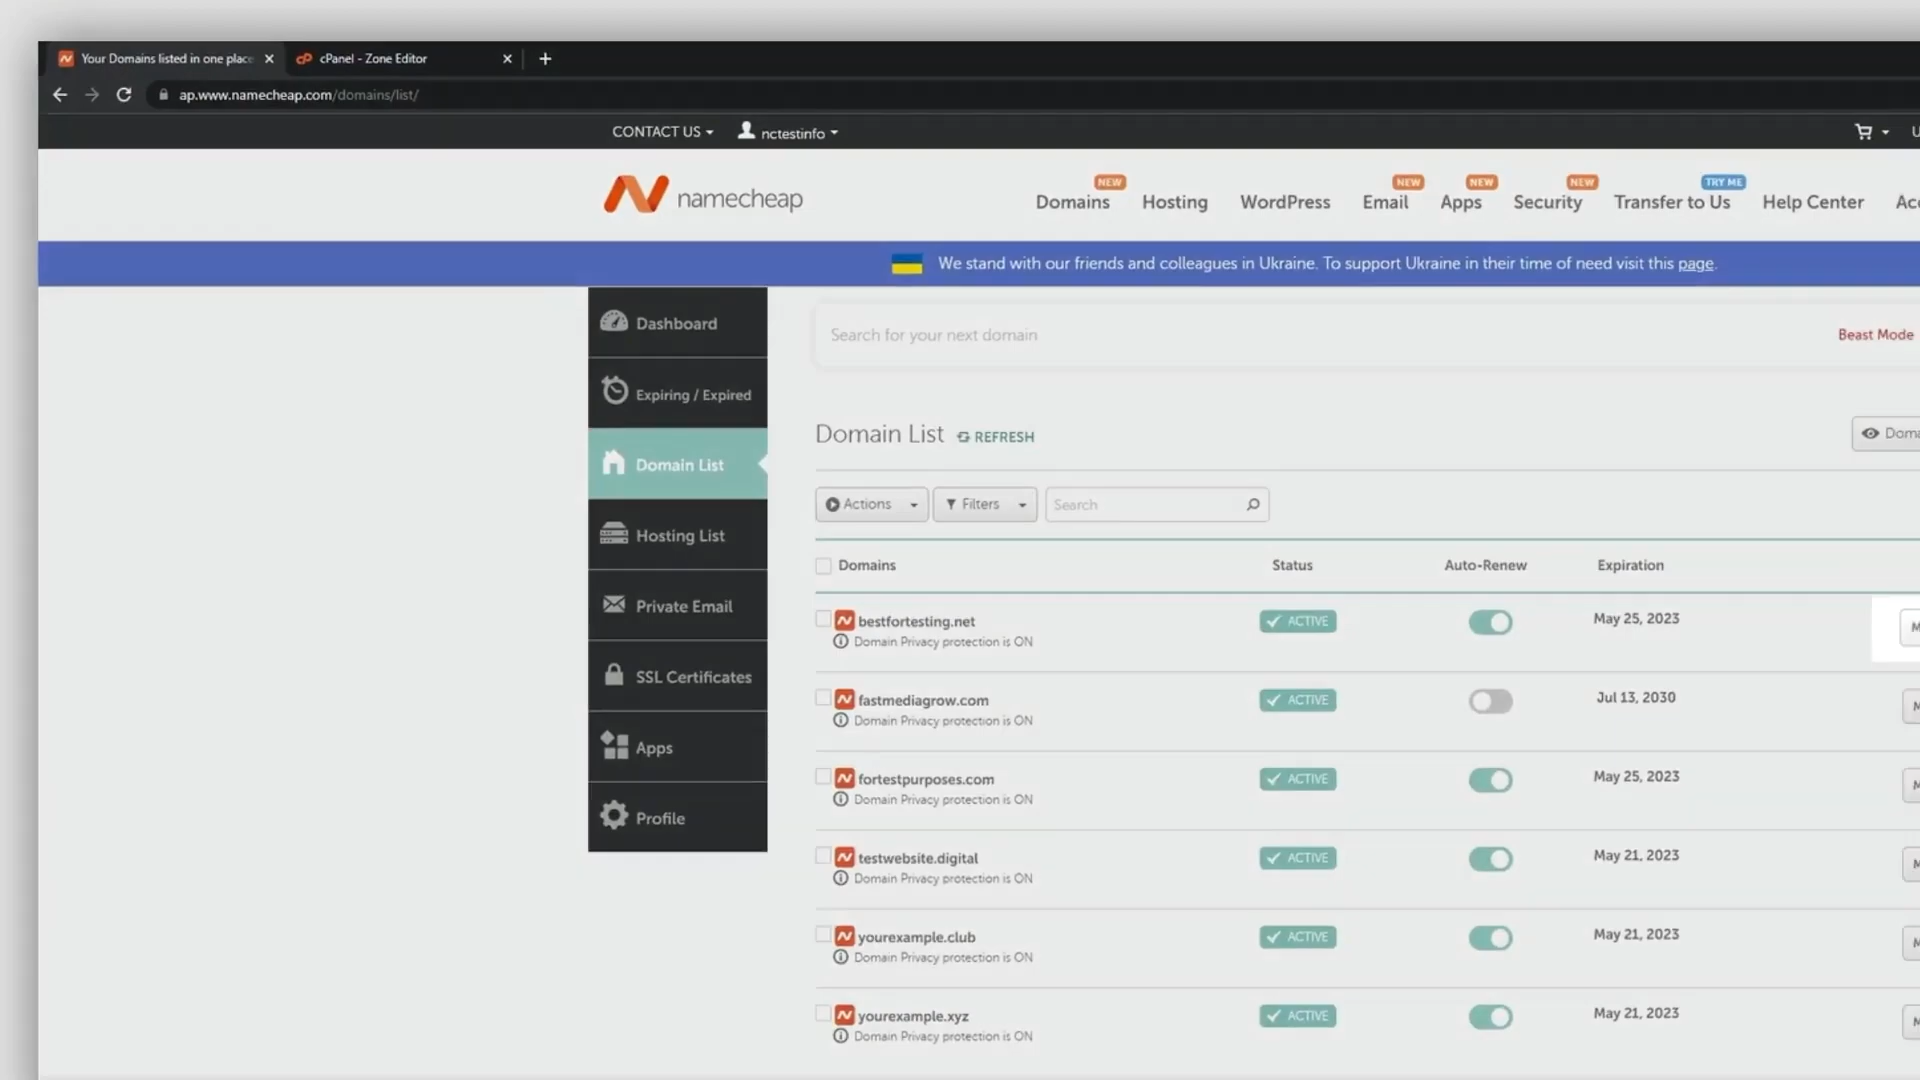 Your Domains listed in one place
cPanel - Zone Editor
ap.www.namecheap.com/domains/list/
CONTACT US
nctestinfo
U
namecheap
NEW
NEW
NEW
NEW
TRY ME
Domains
Hosting
WordPress
Email
Apps
Security
Transfer to Us
Help Center
Acc
We stand with our friends and colleagues in Ukraine. To support Ukraine in their time of need visit this page.
Dashboard
Expiring / Expired
Domain List
Hosting List
Private Email
SSL Certificates
Apps
Profile
Search for your next domain
Beast Mode
Domain List
REFRESH
Doma
Actions
Filters
Search
Domains
Status
Auto-Renew
Expiration
bestfortesting.net
Domain Privacy protection is ON
ACTIVE
May 25, 2023
M
fastmediagrow.com
Domain Privacy protection is ON
ACTIVE
Jul 13, 2030
M
fortestpurposes.com
Domain Privacy protection is ON
ACTIVE
May 25, 2023
M
testwebsite.digital
Domain Privacy protection is ON
ACTIVE
May 21, 2023
M
yourexample.club
Domain Privacy protection is ON
ACTIVE
May 21, 2023
M
yourexample.xyz
Domain Privacy protection is ON
ACTIVE
May 21, 2023
M